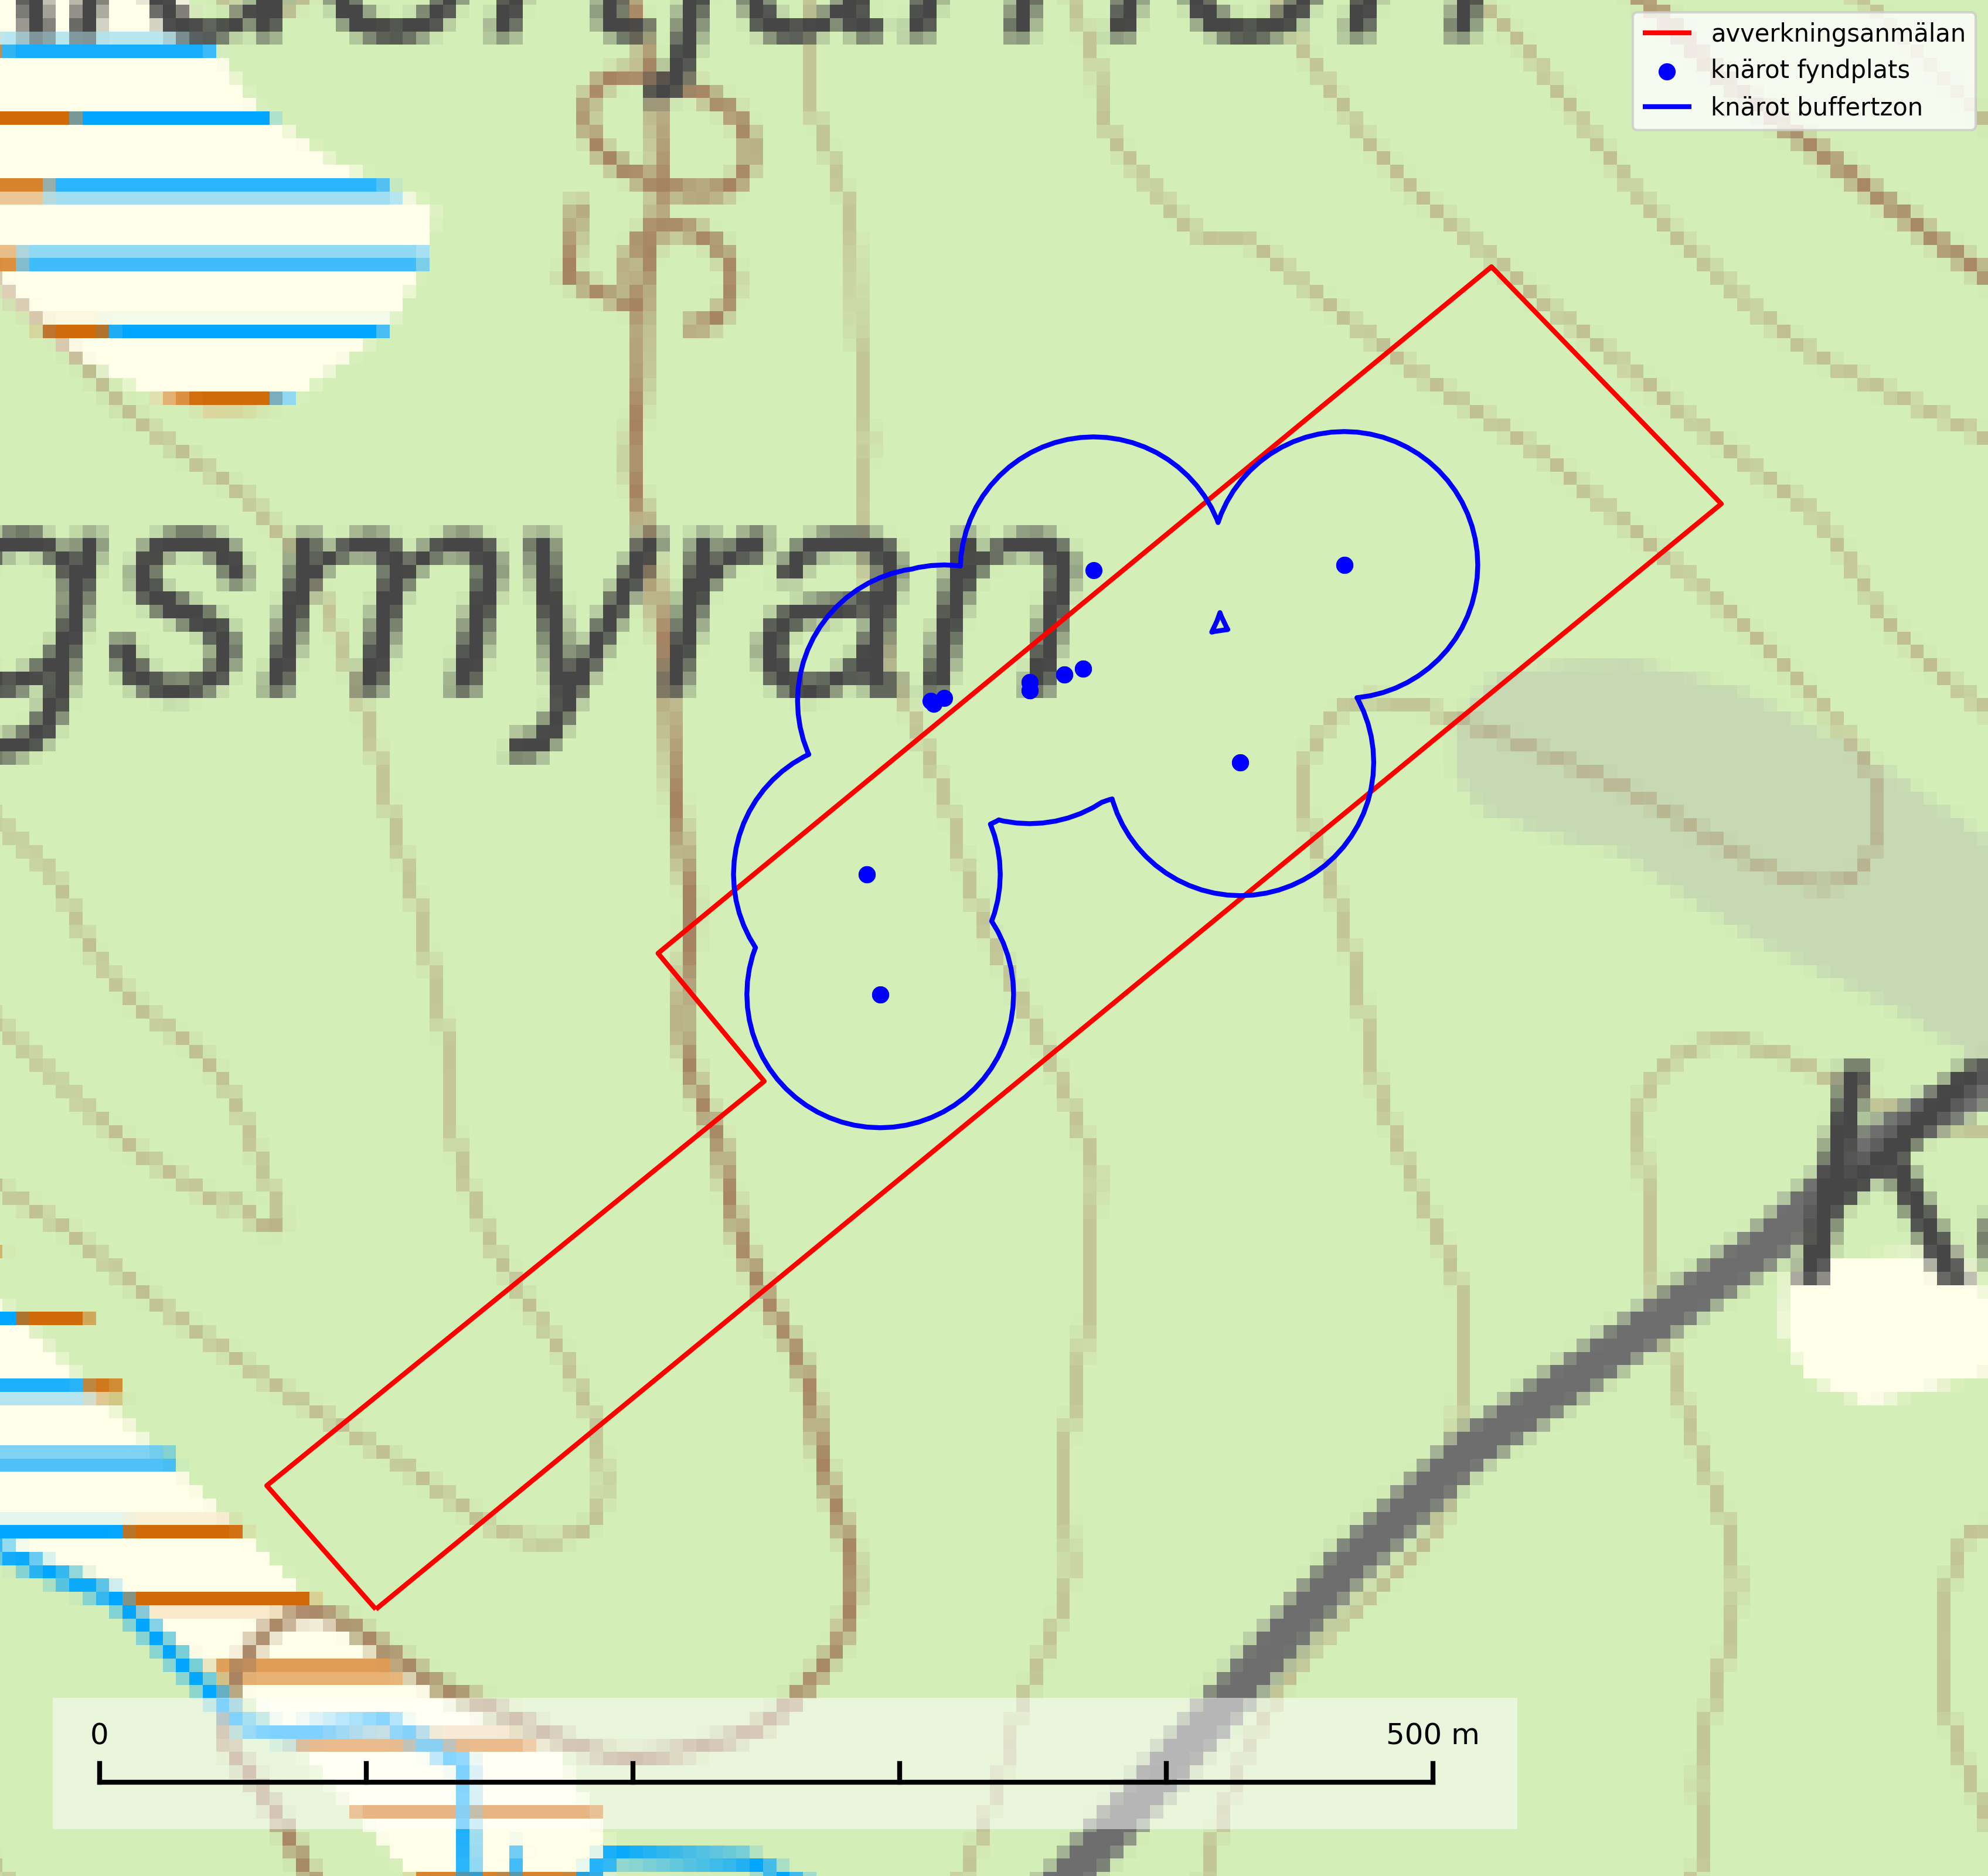 avverkningsanmälan
knärot fyndplats
knärot buffertzon
gsmyran
0
500 m